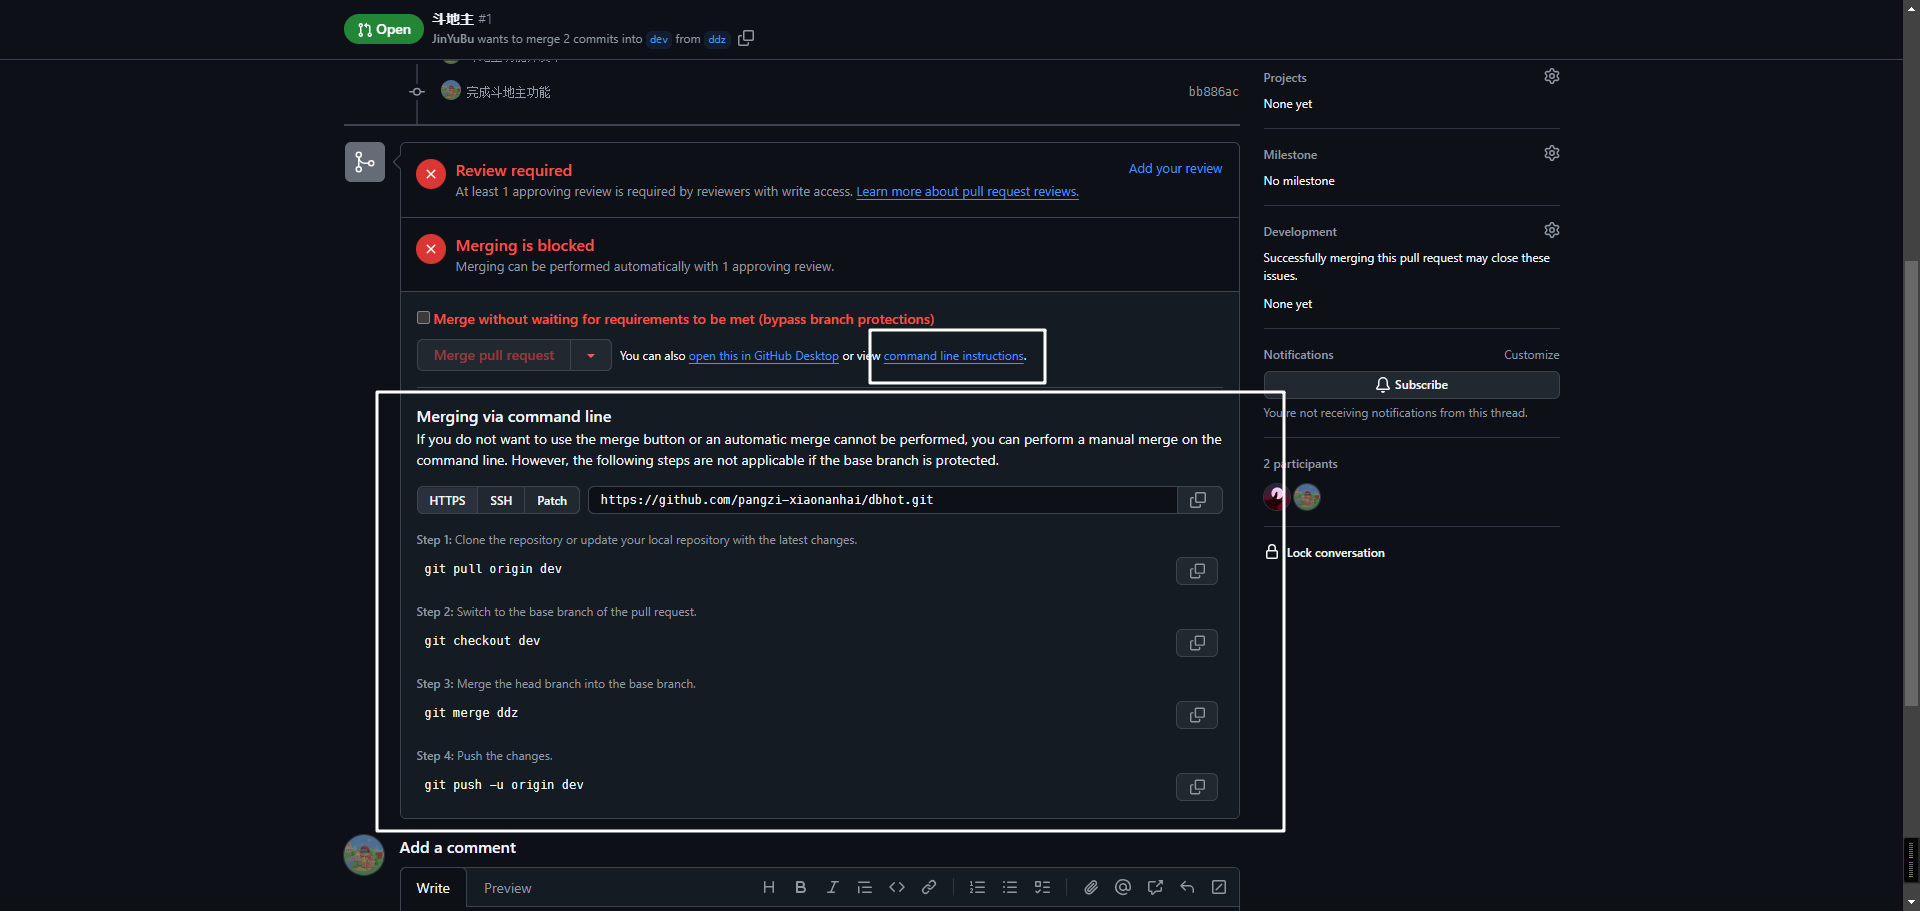 Open
斗地主 #1
JinYuBu wants to merge 2 commits into dev from ddz
完成斗地主功能
bb886ac
Review required
Add your review
At least 1 approving review is required by reviewers with write access. Learn more about pull request reviews.
Merging is blocked
Merging can be performed automatically with 1 approving review.
Merge without waiting for requirements to be met (bypass branch protections)
Merge pull request
You can also open this in GitHub Desktop or view command line instructions.
Merging via command line
If you do not want to use the merge button or an automatic merge cannot be performed, you can perform a manual merge on the
command line. However, the following steps are not applicable if the base branch is protected.
HTTPS SSH Patch https://github.com/pangzi-xiaonanhai/dbhot.git
Step 1: Clone the repository or update your local repository with the latest changes.
git pull origin dev
Step 2: Switch to the base branch of the pull request.
git checkout dev
Step 3: Merge the head branch into the base branch.
git merge ddz
Step 4: Push the changes.
git push -u origin dev
Add a comment
Write Preview
Projects
None yet
Milestone
No milestone
Development
Successfully merging this pull request may close these
issues.
None yet
Notifications
Customize
Subscribe
You're not receiving notifications from this thread.
2 participants
Lock conversation